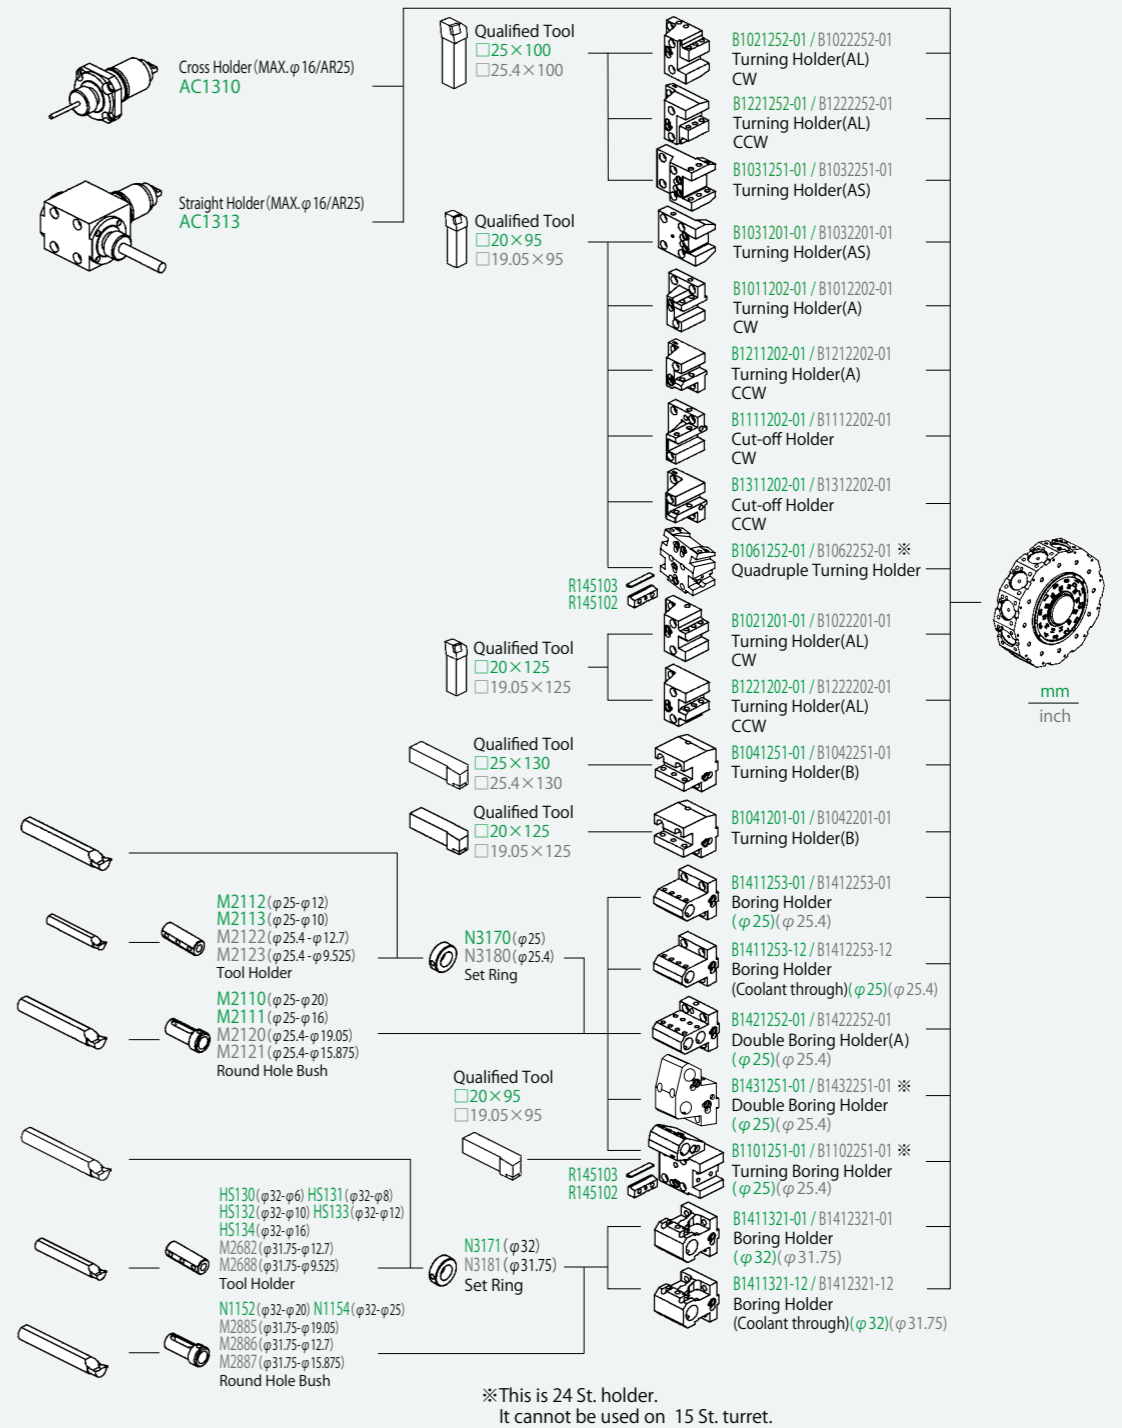 Cross Holder (MAX. φ 16/AR25)
AC1310
Straight Holder (MAX. φ 16/AR25)
AC1313
Qualified Tool
□25×100
□25.4×100
B1021252-01 / B1022252-01
Turning Holder(AL)
CW
B1221252-01 / B1222252-01
Turning Holder(AL)
CCW
B1031251-01 / B1032251-01
Turning Holder(AS)
Qualified Tool
□20×95
□19.05×95
B1031201-01 / B1032201-01
Turning Holder(AS)
B1011202-01 / B1012202-01
Turning Holder(A)
CW
B1211202-01 / B1212202-01
Turning Holder(A)
CCW
B1111202-01 / B1112202-01
Cut-off Holder
CW
B1311202-01 / B1312202-01
Cut-off Holder
CCW
B1061252-01 / B1062252-01 ※
Quadruple Turning Holder
R145103
R145102
Qualified Tool
□20×125
□19.05×125
B1021201-01 / B1022201-01
Turning Holder(AL)
CW
B1221202-01 / B1222202-01
Turning Holder(AL)
CCW
mm
inch
Qualified Tool
□25×130
□25.4×130
B1041251-01 / B1042251-01
Turning Holder(B)
Qualified Tool
□20×125
□19.05×125
B1041201-01 / B1042201-01
Turning Holder(B)
M2112 (φ25-φ12)
M2113 (φ25-φ10)
M2122 (φ25.4 -φ12.7)
M2123 (φ25.4 -φ9.525)
Tool Holder
N3170 (φ25)
N3180 (φ25.4)
Set Ring
M2110 (φ25-φ20)
M2111 (φ25-φ16)
M2120 (φ25.4-φ19.05)
M2121 (φ25.4-φ15.875)
Round Hole Bush
B1411253-01 / B1412253-01
Boring Holder
(φ25)(φ25.4)
B1411253-12 / B1412253-12
Boring Holder
(Coolant through)(φ25)(φ25.4)
B1421252-01 / B1422252-01
Double Boring Holder(A)
(φ25)(φ25.4)
B1431251-01 / B1432251-01 ※
Double Boring Holder
(φ25)(φ25.4)
Qualified Tool
□20×95
□19.05×95
R145103
R145102
B1101251-01 / B1102251-01 ※
Turning Boring Holder
(φ25)(φ25.4)
HS130 (φ32-φ6) HS131 (φ32-φ8)
HS132 (φ32-φ10) HS133 (φ32-φ12)
HS134 (φ32-φ16)
M2682 (φ31.75-φ12.7)
M2688 (φ31.75-φ9.525)
Tool Holder
N3171 (φ32)
N3181 (φ31.75)
Set Ring
N1152 (φ32-φ20) N1154 (φ32-φ25)
M2885 (φ31.75-φ19.05)
M2886 (φ31.75-φ12.7)
M2887 (φ31.75-φ15.875)
Round Hole Bush
B1411321-01 / B1412321-01
Boring Holder
(φ32)(φ31.75)
B1411321-12 / B1412321-12
Boring Holder
(Coolant through)(φ32)(φ31.75)
※This is 24 St. holder.
It cannot be used on 15 St. turret.